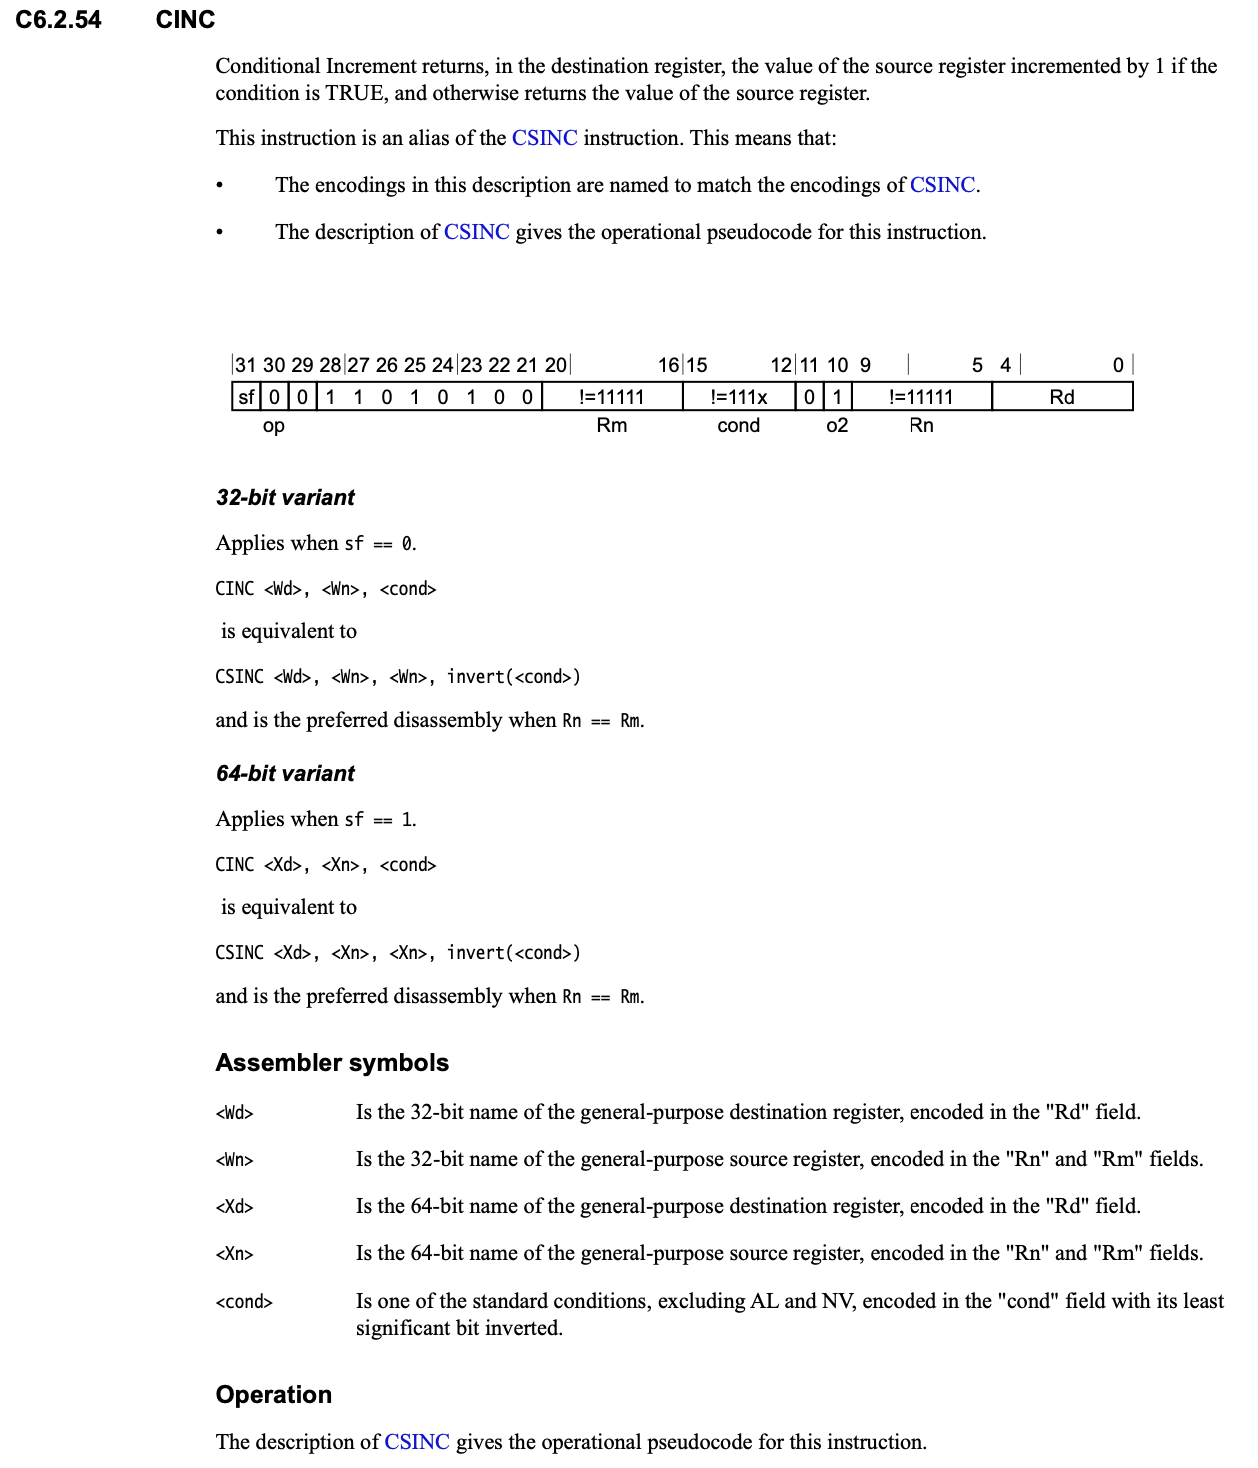 C6.2.54 CINC
Conditional Increment returns, in the destination register, the value of the source register incremented by 1 if the
condition is TRUE, and otherwise returns the value of the source register.
This instruction is an alias of the CSINC instruction. This means that:
• The encodings in this description are named to match the encodings of CSINC.
• The description of CSINC gives the operational pseudocode for this instruction.
|31 30 29 28|27 26 25 24|23 22 21 20| 16|15 12|11 10 9 | 5 4 | 0|
sf 0 0 1 1 0 1 0 1 0 0 !=11111 !=111x 0 1 !=11111 Rd
op Rm cond o2 Rn
32-bit variant
Applies when sf == 0.
CINC <Wd>, <Wn>, <cond>
is equivalent to
CSINC <Wd>, <Wn>, <Wn>, invert(<cond>)
and is the preferred disassembly when Rn == Rm.
64-bit variant
Applies when sf == 1.
CINC <Xd>, <Xn>, <cond>
is equivalent to
CSINC <Xd>, <Xn>, <Xn>, invert(<cond>)
and is the preferred disassembly when Rn == Rm.
Assembler symbols
<Wd> Is the 32-bit name of the general-purpose destination register, encoded in the "Rd" field.
<Wn> Is the 32-bit name of the general-purpose source register, encoded in the "Rn" and "Rm" fields.
<Xd> Is the 64-bit name of the general-purpose destination register, encoded in the "Rd" field.
<Xn> Is the 64-bit name of the general-purpose source register, encoded in the "Rn" and "Rm" fields.
<cond> Is one of the standard conditions, excluding AL and NV, encoded in the "cond" field with its least
significant bit inverted.
Operation
The description of CSINC gives the operational pseudocode for this instruction.